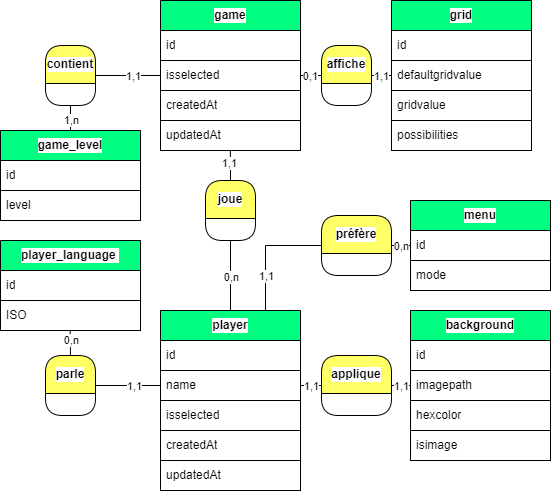 game
id
isselected
createdAt
updatedAt
grid
id
defaultgridvalue
gridvalue
possibilities
contient
1,1
1,n
affiche
0,1
1,1
game_level
id
level
1,1
joue
0,n
préfère
1,1
0,n
menu
id
mode
player_language
id
ISO
0,n
parle
1,1
player
id
name
isselected
createdAt
updatedAt
applique
1,1
1,1
background
id
imagepath
hexcolor
isimage